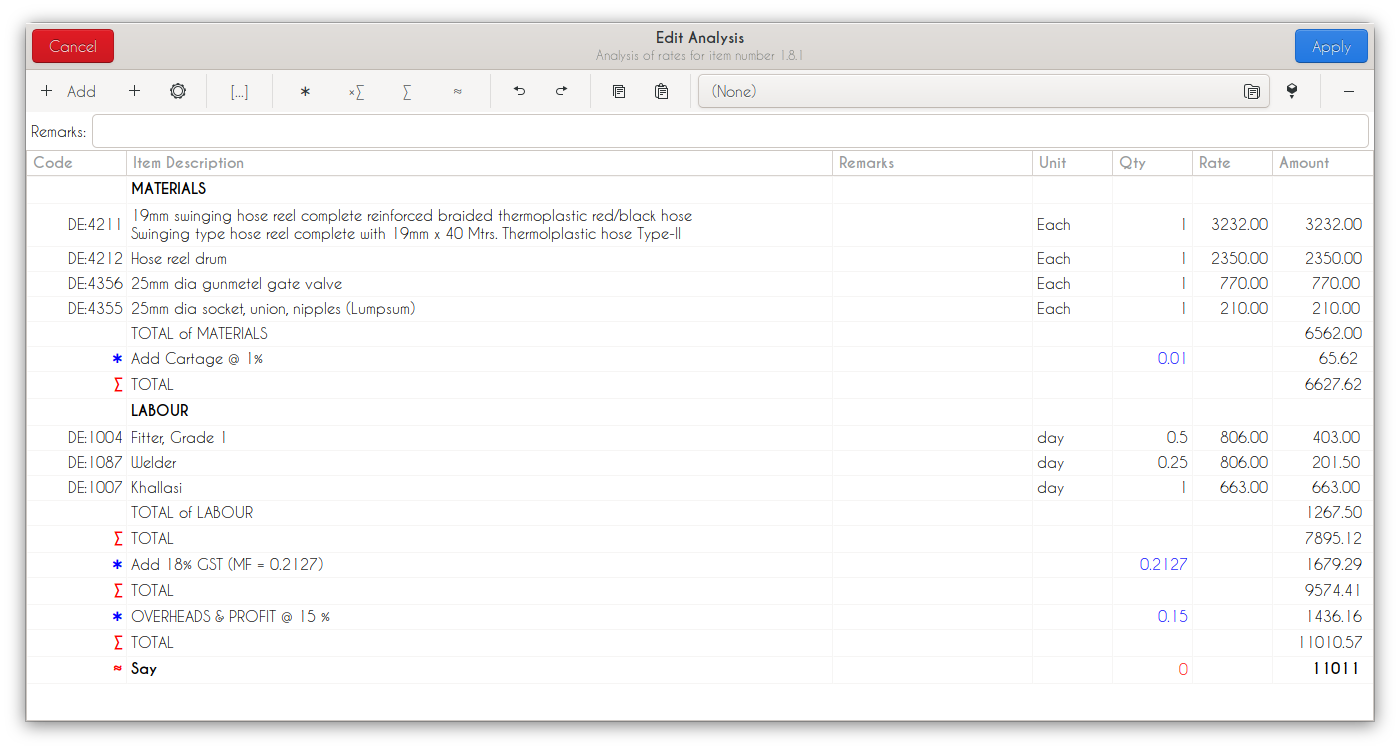 Cancel
Edit Analysis
Analysis of rates for item number 1.8.1
Apply
+ Add + [...] * ×∑ ∑ ≈ (None) −
Remarks:
Code Item Description Remarks Unit Qty Rate Amount
MATERIALS
DE:4211 19mm swinging hose reel complete reinforced braided thermoplastic red/black hose Each 1 3232.00 3232.00
Swinging type hose reel complete with 19mm x 40 Mtrs. Thermolplastic hose Type-II
DE:4212 Hose reel drum Each 1 2350.00 2350.00
DE:4356 25mm dia gunmetel gate valve Each 1 770.00 770.00
DE:4355 25mm dia socket, union, nipples (Lumpsum) Each 1 210.00 210.00
TOTAL of MATERIALS 6562.00
* Add Cartage @ 1% 0.01 65.62
∑ TOTAL 6627.62
LABOUR
DE:1004 Fitter, Grade 1 day 0.5 806.00 403.00
DE:1087 Welder day 0.25 806.00 201.50
DE:1007 Khallasi day 1 663.00 663.00
TOTAL of LABOUR 1267.50
∑ TOTAL 7895.12
* Add 18% GST (MF = 0.2127) 0.2127 1679.29
∑ TOTAL 9574.41
* OVERHEADS & PROFIT @ 15 % 0.15 1436.16
∑ TOTAL 11010.57
≈ Say 0 11011